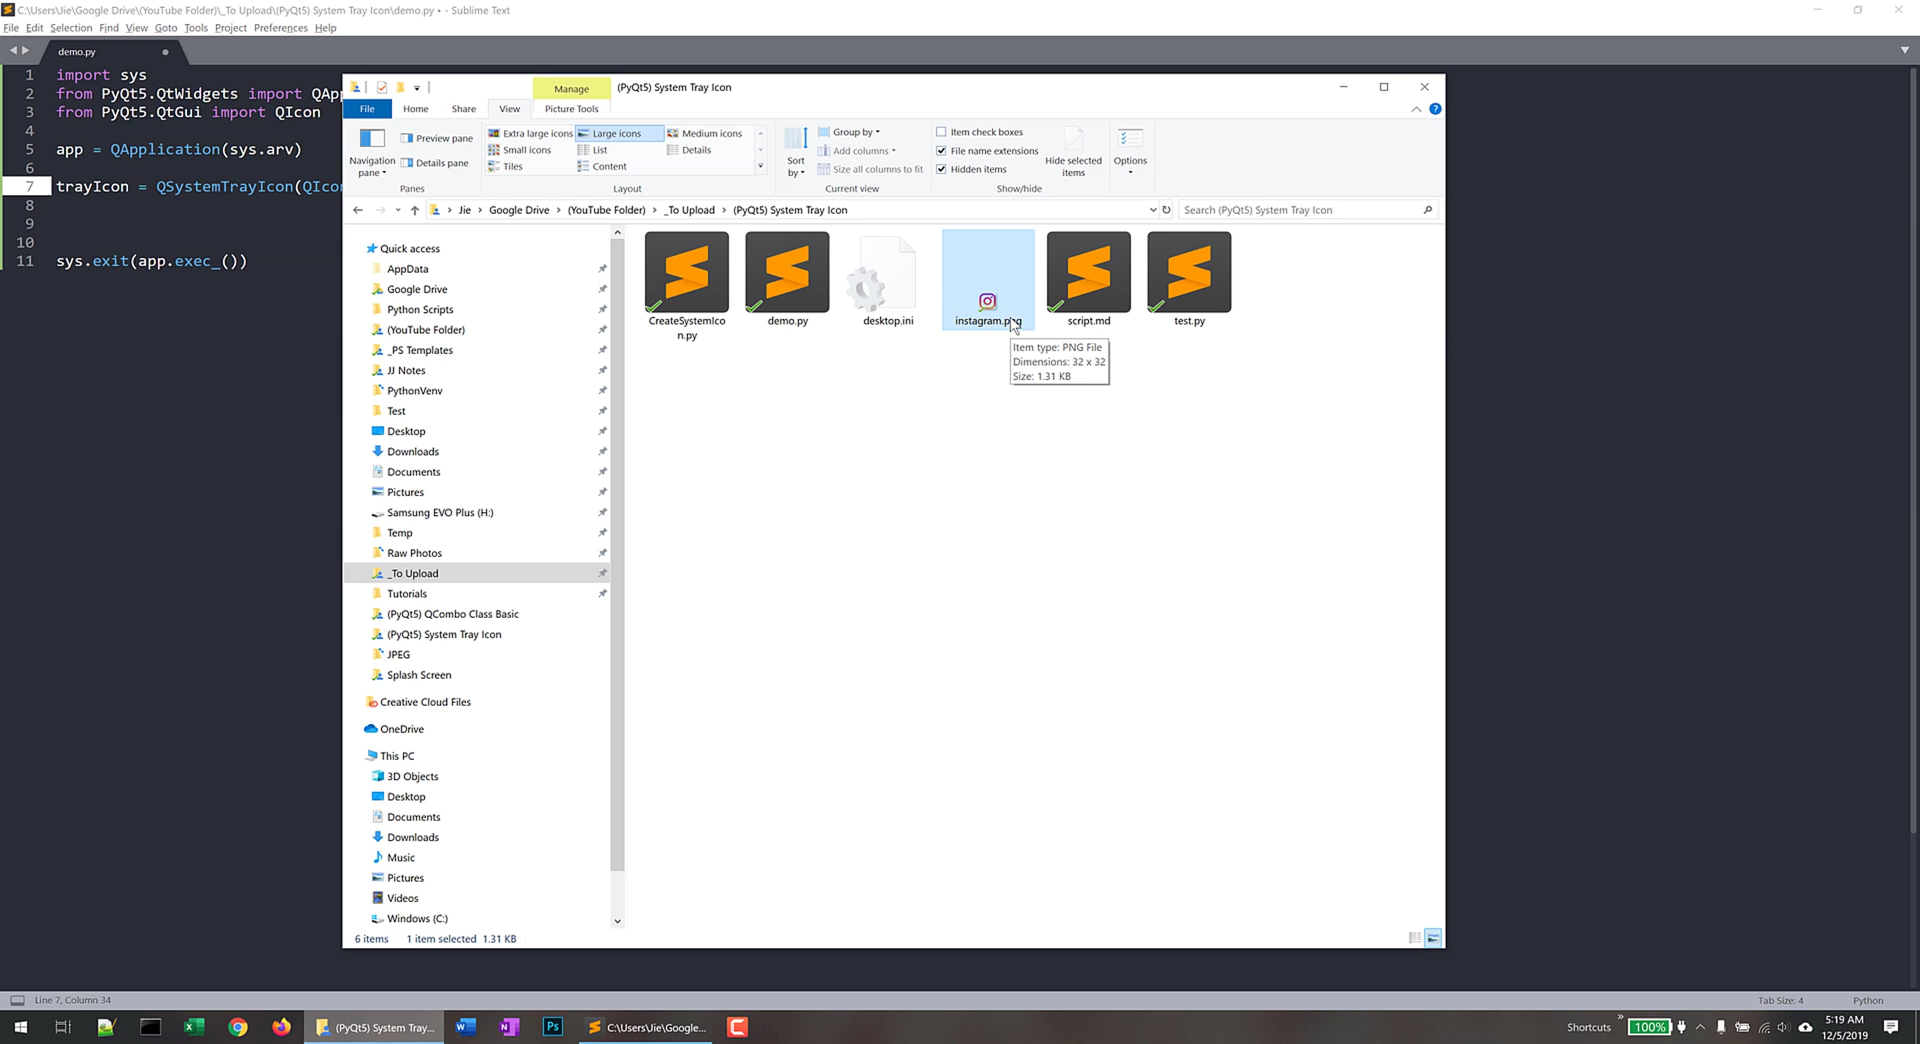 C:\Users\Jie\Google Drive\(YouTube Folder)\_To Upload\(PyQt5) System Tray Icon\demo.py • - Sublime Text
File Edit Selection Find View Goto Tools Project Preferences Help
demo.py
1 import sys
2 from PyQt5.QtWidgets import QApp
3 from PyQt5.QtGui import QIcon
4
5 app = QApplication(sys.arv)
6
7 trayIcon = QSystemTrayIcon(QIcon
8
9
10
11 sys.exit(app.exec_())
Manage
(PyQt5) System Tray Icon
File Home Share View Picture Tools
Navigation pane
Preview pane
Details pane
Panes
Extra large icons Large icons Medium icons
Small icons List Details
Tiles Content
Layout
Sort by
Group by
Add columns
Size all columns to fit
Current view
Item check boxes
File name extensions
Hidden items
Hide selected items
Show/hide
Options
Jie > Google Drive > (YouTube Folder) > _To Upload > (PyQt5) System Tray Icon
Search (PyQt5) System Tray Icon
Quick access
AppData
Google Drive
Python Scripts
(YouTube Folder)
_PS Templates
JJ Notes
PythonVenv
Test
Desktop
Downloads
Documents
Pictures
Samsung EVO Plus (H:)
Temp
Raw Photos
_To Upload
Tutorials
(PyQt5) QCombo Class Basic
(PyQt5) System Tray Icon
JPEG
Splash Screen
Creative Cloud Files
OneDrive
This PC
3D Objects
Desktop
Documents
Downloads
Music
Pictures
Videos
Windows (C:)
CreateSystemIco
n.py
demo.py
desktop.ini
instagram.png
script.md
test.py
Item type: PNG File
Dimensions: 32 x 32
Size: 1.31 KB
6 items 1 item selected 1.31 KB
Line 7, Column 34
Tab Size: 4
Python
(PyQt5) System Tray...
C:\Users\Jie\Google...
Shortcuts
100%
5:19 AM
12/5/2019